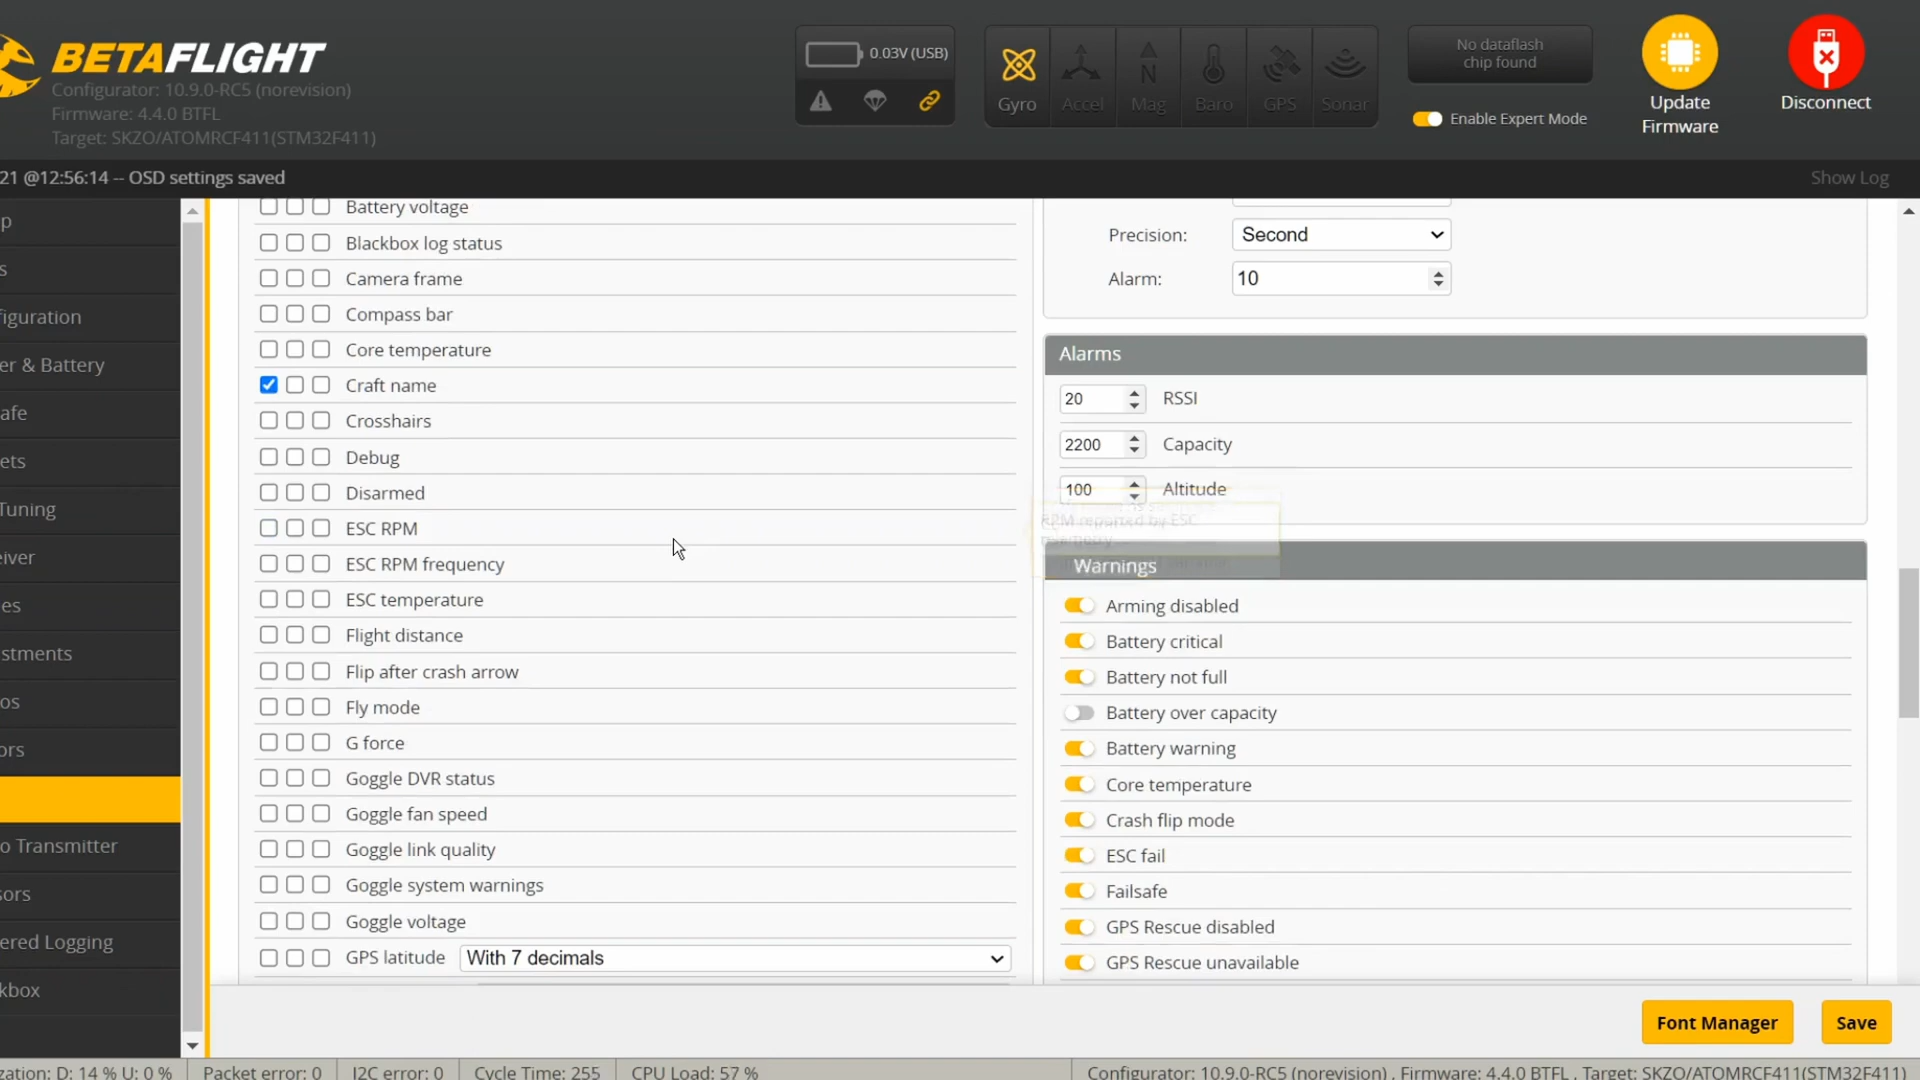 BETAFLIGHT
Configurator: 10.9.0-RC5 (norevision)
Firmware: 4.4.0 BTFL
Target: SKZO/ATOMRCF411(STM32F411)
0.03V (USB)
Gyro
Accel
Mag
Baro
GPS
Sonar
No dataflash
chip found
Enable Expert Mode
Update
Firmware
Disconnect
21 @12:56:14 -- OSD settings saved
Show Log
p
s
figuration
er & Battery
afe
ets
Tuning
eiver
es
stments
os
ors
o Transmitter
sors
ered Logging
kbox
Battery voltage
Blackbox log status
Camera frame
Compass bar
Core temperature
Craft name
Crosshairs
Debug
Disarmed
ESC RPM
ESC RPM frequency
ESC temperature
Flight distance
Flip after crash arrow
Fly mode
G force
Goggle DVR status
Goggle fan speed
Goggle link quality
Goggle system warnings
Goggle voltage
GPS latitude With 7 decimals
Precision: Second
Alarm: 10
Alarms
20 RSSI
2200 Capacity
100 Altitude
RPM reported by ESC
Warnings
Arming disabled
Battery critical
Battery not full
Battery over capacity
Battery warning
Core temperature
Crash flip mode
ESC fail
Failsafe
GPS Rescue disabled
GPS Rescue unavailable
Font Manager
Save
zation: D: 14 % U: 0 %
Packet error: 0
I2C error: 0
Cycle Time: 255
CPU Load: 57 %
Configurator: 10.9.0-RC5 (norevision) , Firmware: 4.4.0 BTFL , Target: SKZO/ATOMRCF411(STM32F411)